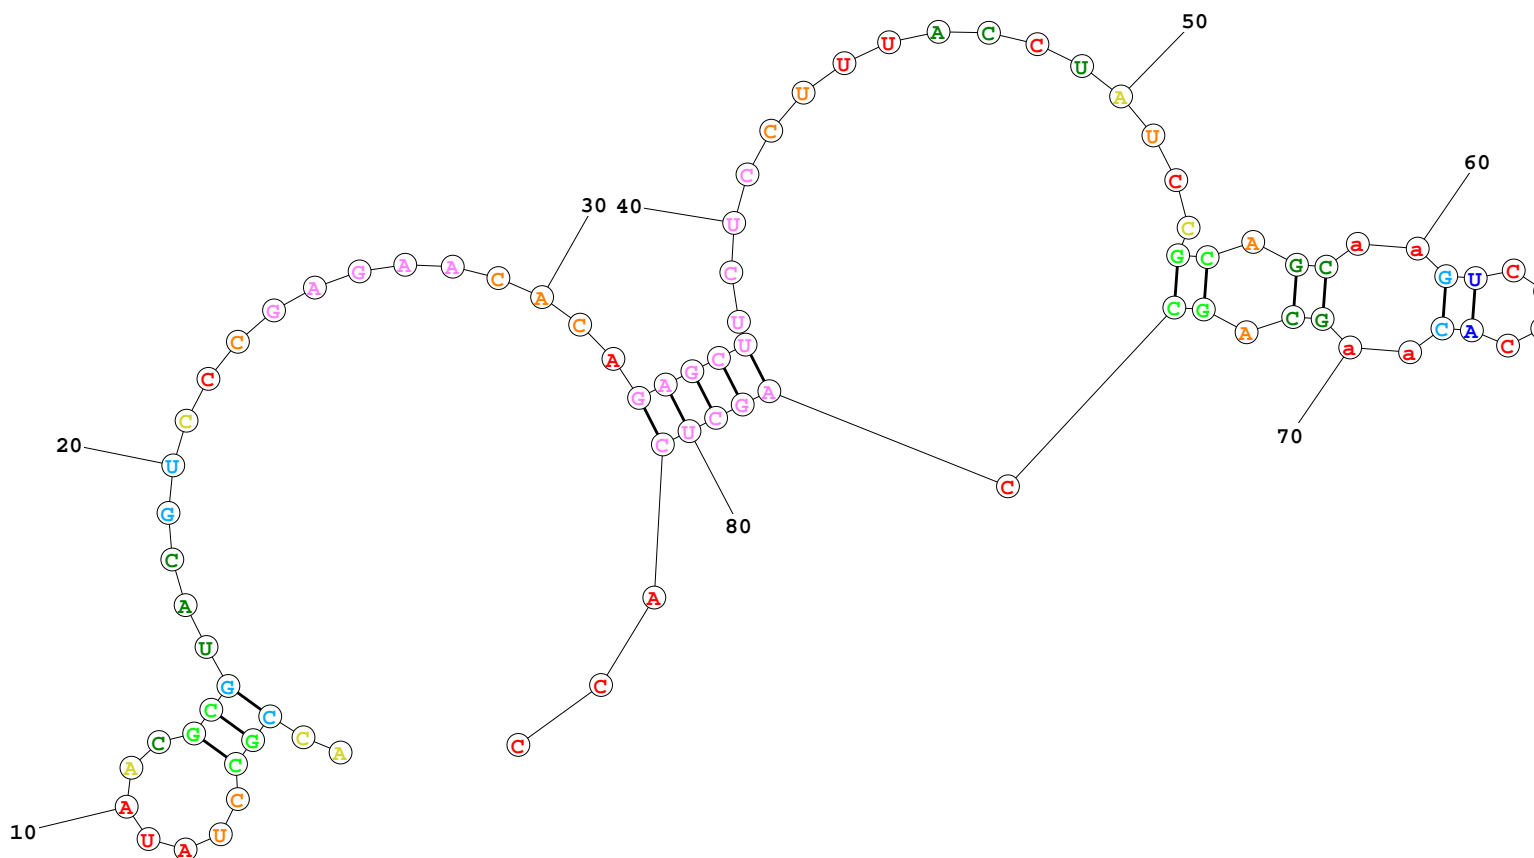 A C C G C C U A U A
10
A C G C G U A C G U
20
C C C G A G A A C A
30
C A G A G C U U C U
40
C C U U U A C C U A
50
U C C G C A G C a a
60
G U C
C A C a a
70
G C A G C C A G C U
80
C A C C